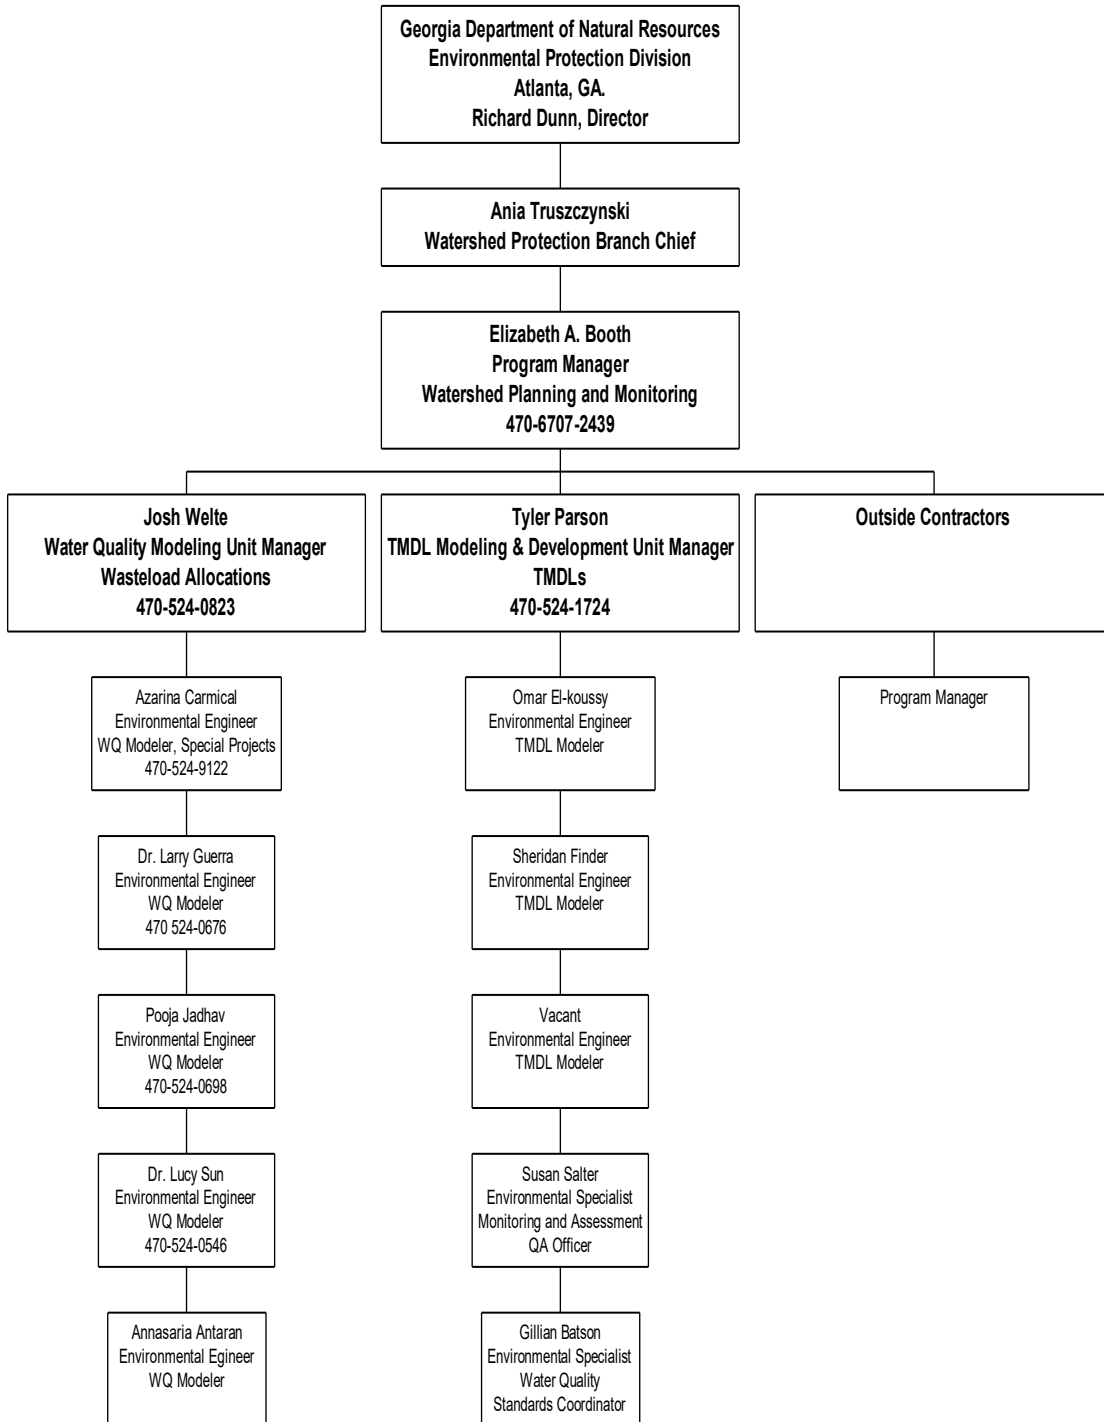 Georgia Department of Natural Resources
Environmental Protection Division
Atlanta, GA.
Richard Dunn, Director
Ania Truszczynski
Watershed Protection Branch Chief
Elizabeth A. Booth
Program Manager
Watershed Planning and Monitoring
470-6707-2439
Josh Welte
Water Quality Modeling Unit Manager
Wasteload Allocations
470-524-0823
Tyler Parson
TMDL Modeling & Development Unit Manager
TMDLs
470-524-1724
Outside Contractors
Azarina Carmical
Environmental Engineer
WQ Modeler, Special Projects
470-524-9122
Dr. Larry Guerra
Environmental Engineer
WQ Modeler
470 524-0676
Pooja Jadhav
Environmental Engineer
WQ Modeler
470-524-0698
Dr. Lucy Sun
Environmental Engineer
WQ Modeler
470-524-0546
Annasaria Antaran
Environmental Egineer
WQ Modeler
Omar El-koussy
Environmental Engineer
TMDL Modeler
Sheridan Finder
Environmental Engineer
TMDL Modeler
Vacant
Environmental Engineer
TMDL Modeler
Susan Salter
Environmental Specialist
Monitoring and Assessment
QA Officer
Gillian Batson
Environmental Specialist
Water Quality
Standards Coordinator
Program Manager